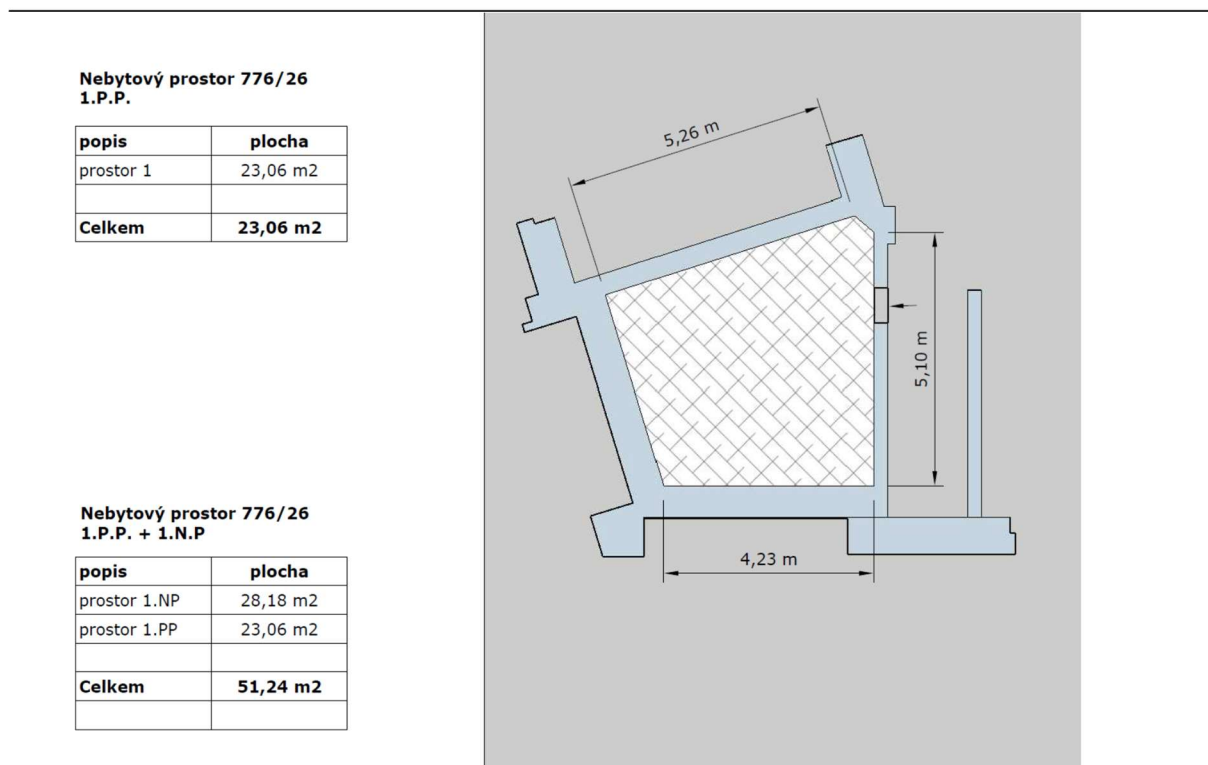 Nebytový prostor 776/26
1.P.P.
popis plocha
prostor 1 23,06 m2
Celkem 23,06 m2
Nebytový prostor 776/26
1.P.P. + 1.N.P
popis plocha
prostor 1.NP 28,18 m2
prostor 1.PP 23,06 m2
Celkem 51,24 m2
5,26 m
5,10 m
4,23 m